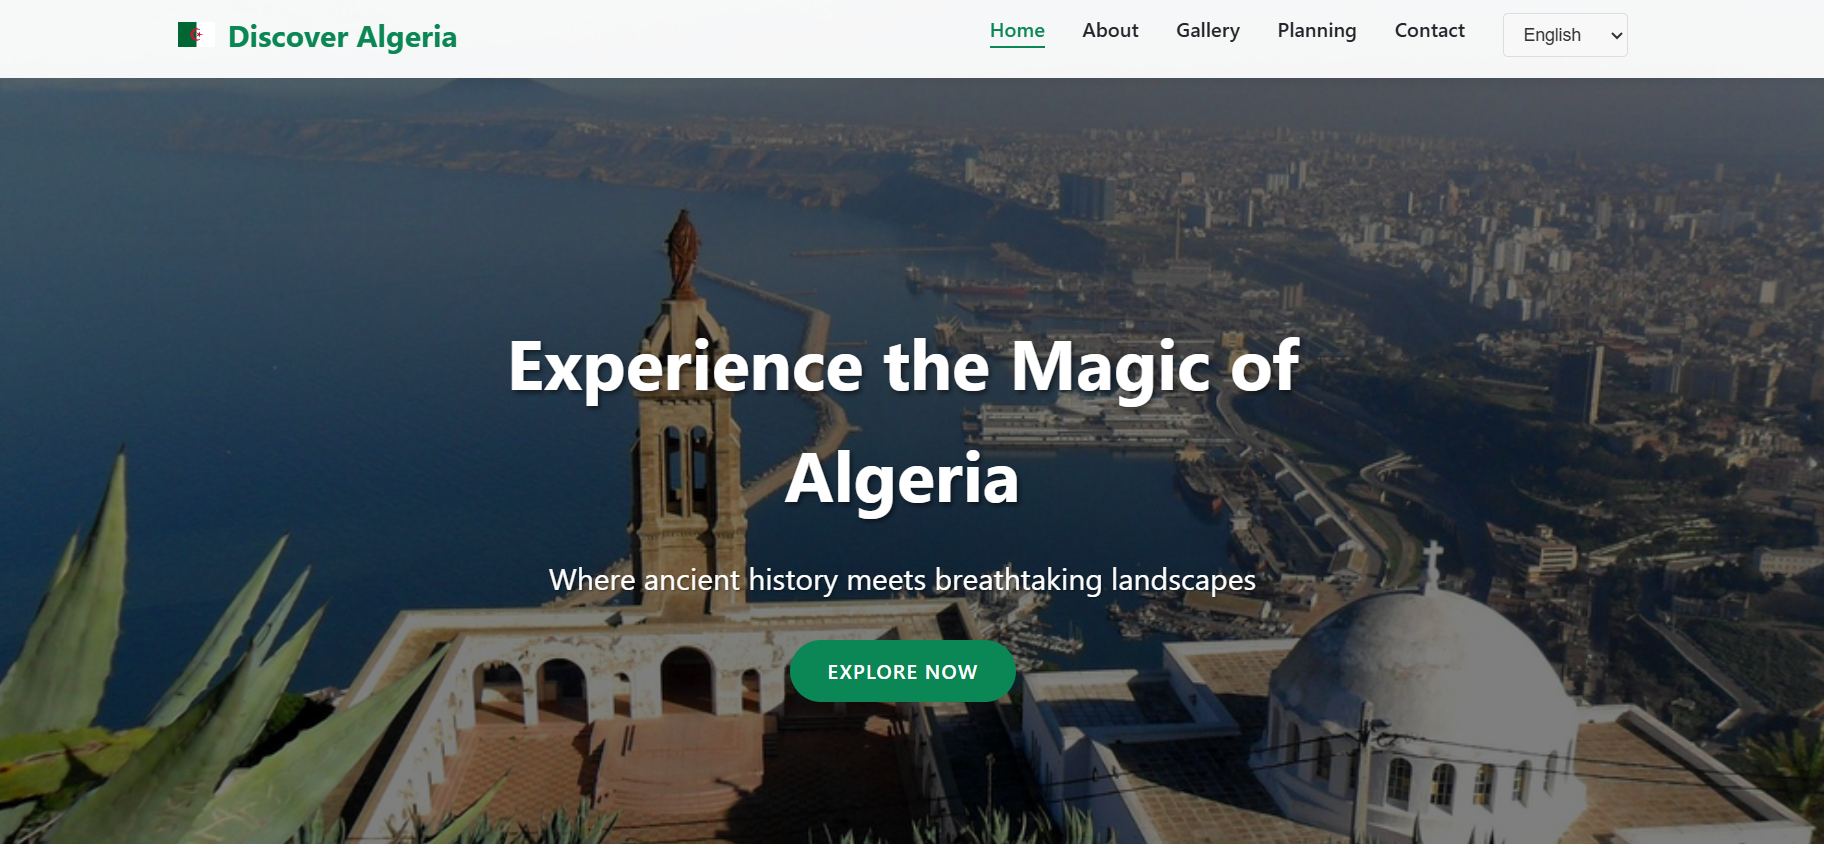 Discover Algeria
Home About Gallery Planning Contact English
Experience the Magic of
Algeria
Where ancient history meets breathtaking landscapes
EXPLORE NOW